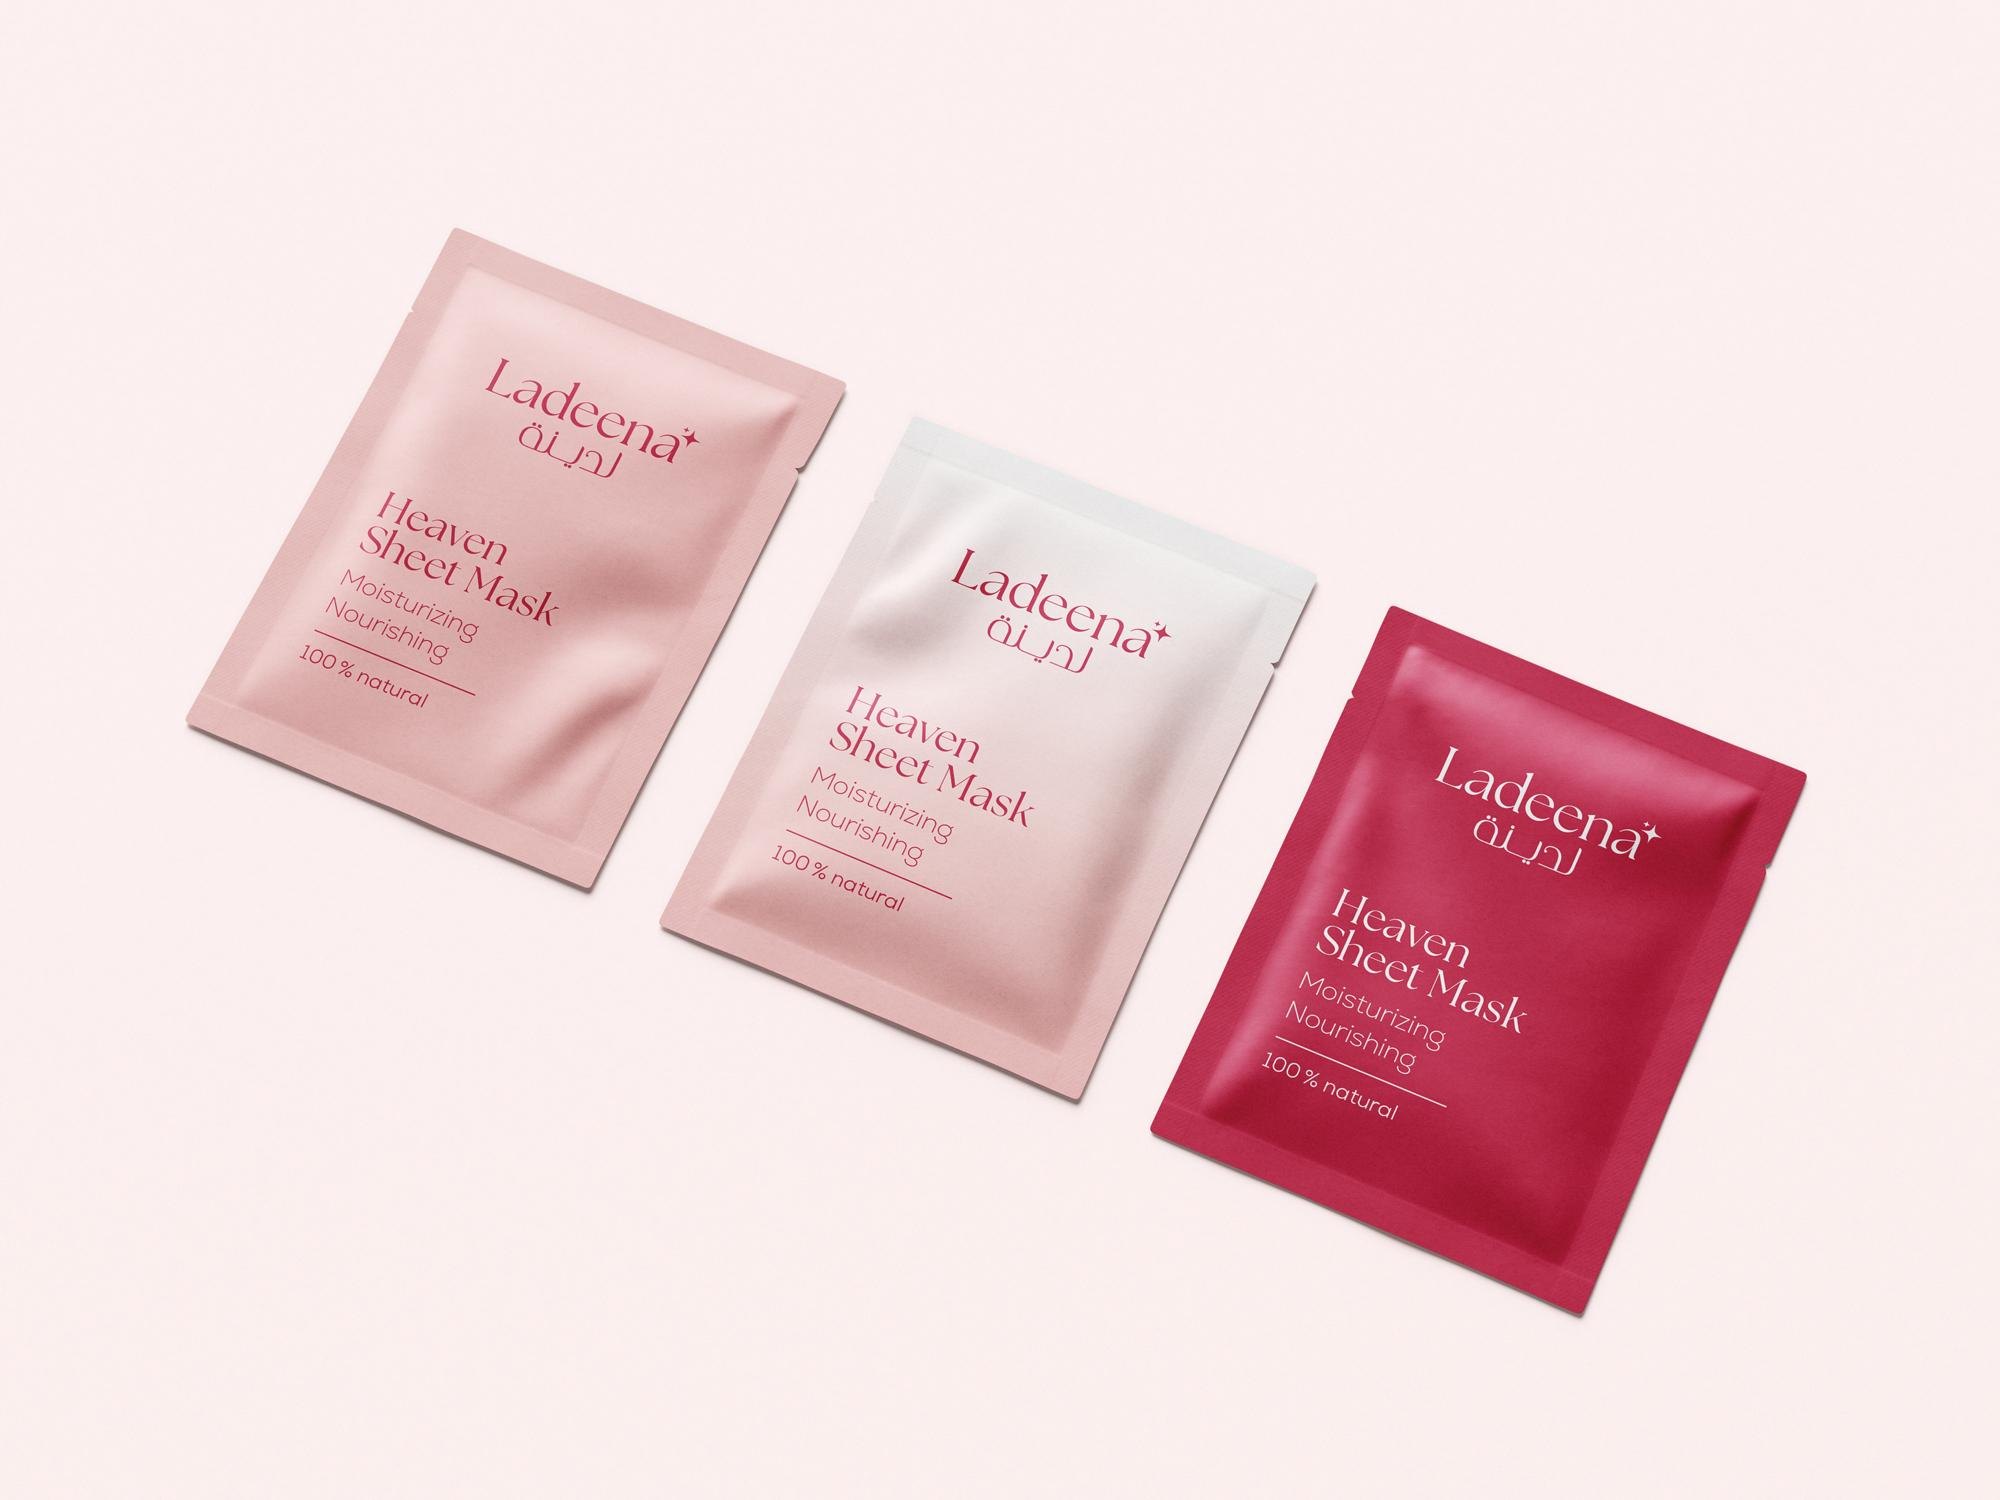 Ladeena
لدينة
Heaven
Sheet Mask
Moisturizing
Nourishing
100% natural
Ladeena
لدينة
Heaven
Sheet Mask
Moisturizing
Nourishing
100% natural
Ladeena
لدينة
Heaven
Sheet Mask
Moisturizing
Nourishing
100% natural